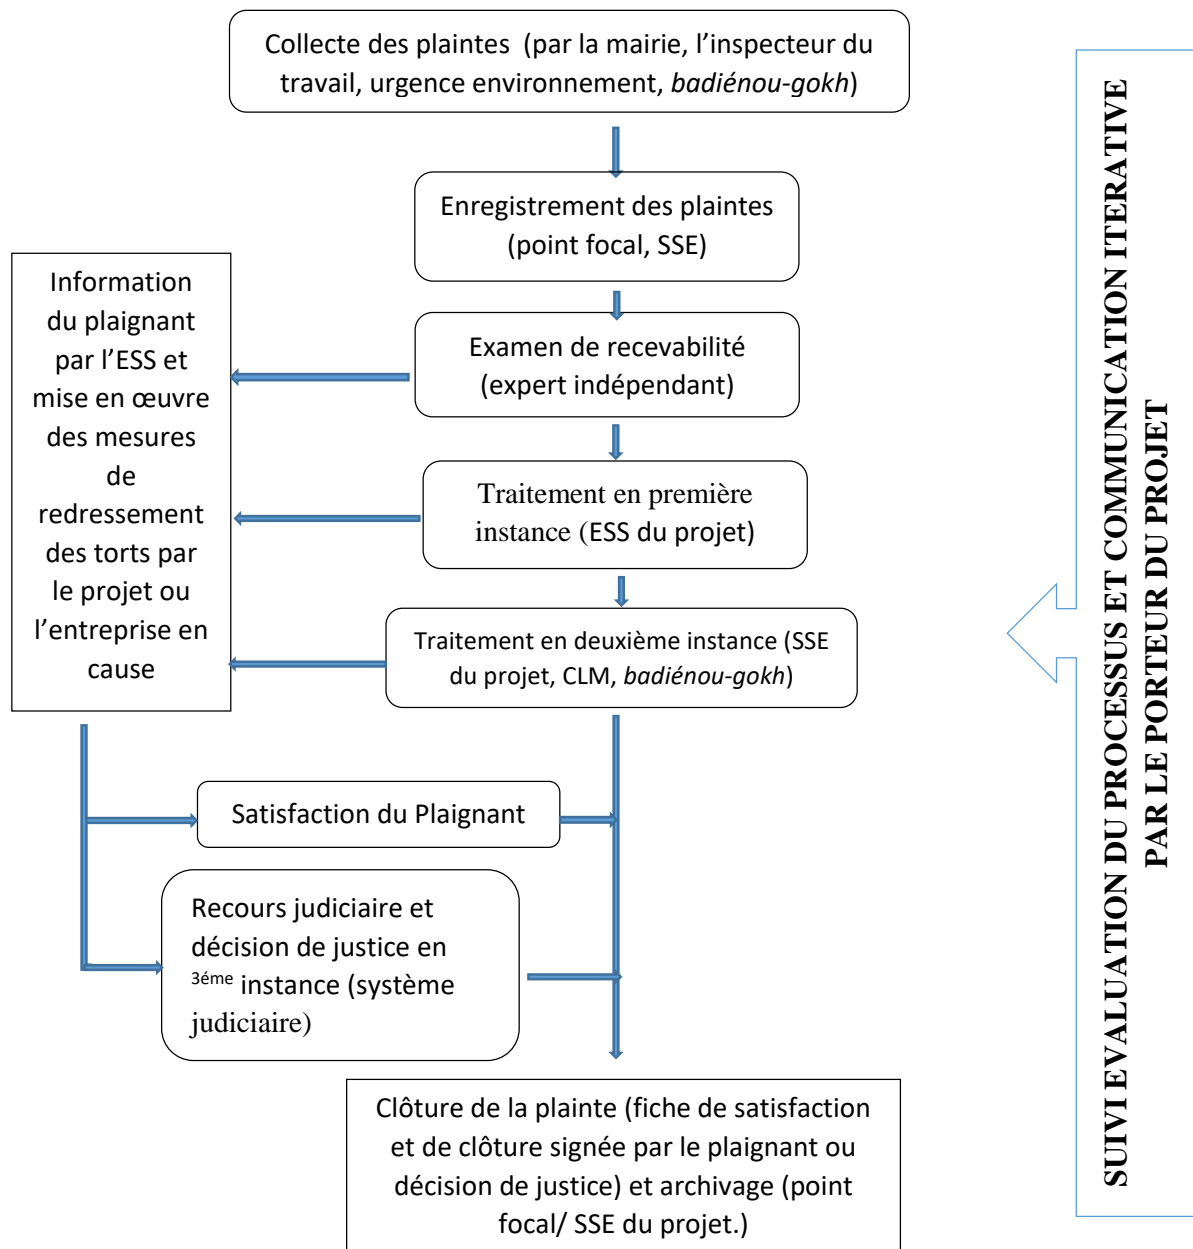 Collecte des plaintes  (par la mairie, l’inspecteur du
travail, urgence environnement, badiénou-gokh)
Enregistrement des plaintes
(point focal, SSE)
Information
du plaignant
par l’ESS et
mise en œuvre
des mesures
de
redressement
des torts par
le projet ou
l’entreprise en
cause
Examen de recevabilité
(expert indépendant)
Traitement en première
instance (ESS du projet)
Traitement en deuxième instance (SSE
du projet, CLM, badiénou-gokh)
Satisfaction du Plaignant
Recours judiciaire et
décision de justice en
3éme instance (système
judiciaire)
Clôture de la plainte (fiche de satisfaction
et de clôture signée par le plaignant ou
décision de justice) et archivage (point
focal/ SSE du projet.)
SUIVI EVALUATION DU PROCESSUS ET COMMUNICATION ITERATIVE
PAR LE PORTEUR DU PROJET